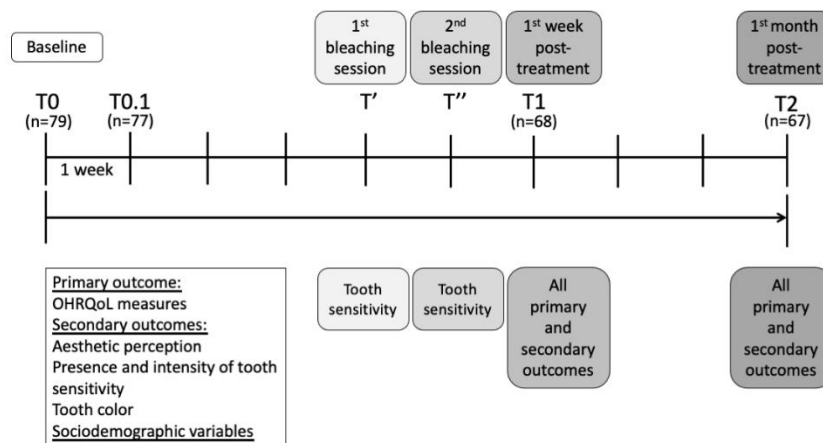 Baseline
1st bleaching session
2nd bleaching session
1st week post-treatment
1st month post-treatment
T0
(n=79)
T0.1
(n=77)
T'
T''
T1
(n=68)
T2
(n=67)
1 week
Primary outcome:
OHRQoL measures
Secondary outcomes:
Aesthetic perception
Presence and intensity of tooth
sensitivity
Tooth color
Sociodemographic variables
Tooth
sensitivity
Tooth
sensitivity
All
primary
and
secondary
outcomes
All
primary
and
secondary
outcomes